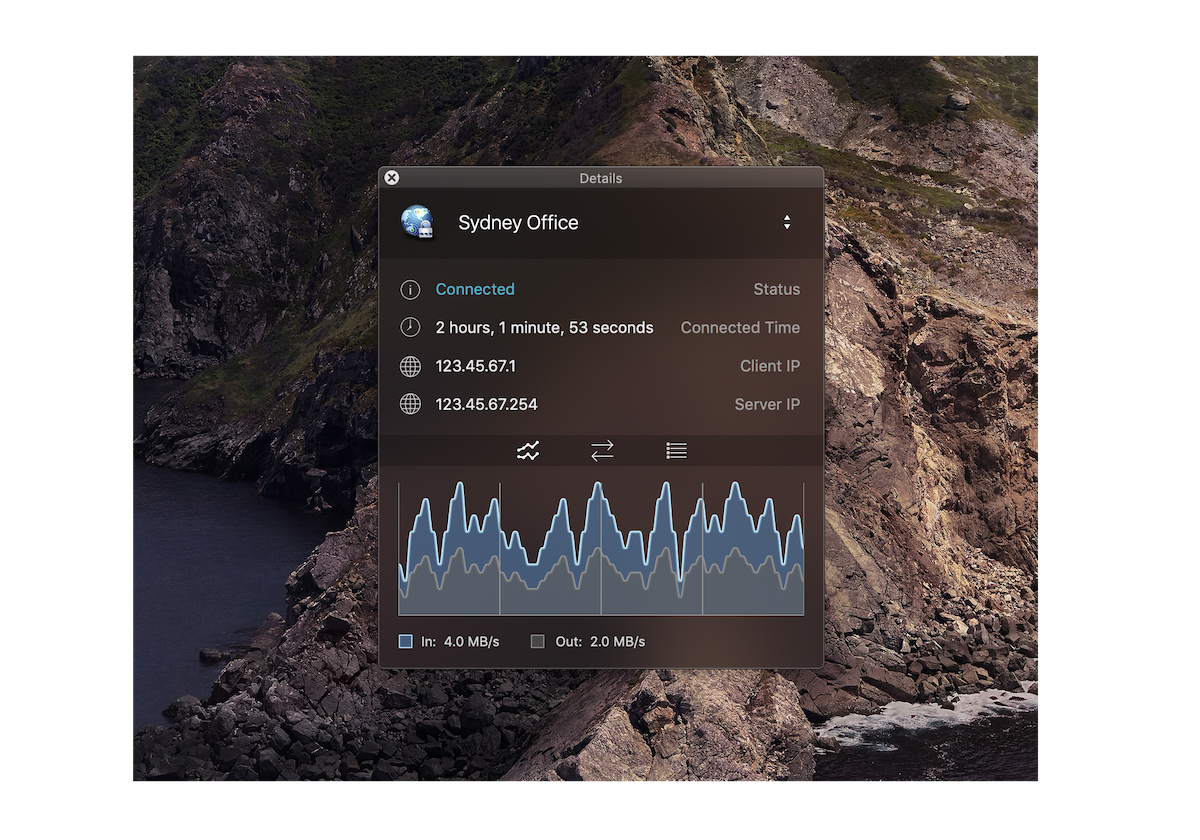 Details
Sydney Office
Connected Status
2 hours, 1 minute, 53 seconds Connected Time
123.45.67.1 Client IP
123.45.67.254 Server IP
In: 4.0 MB/s Out: 2.0 MB/s